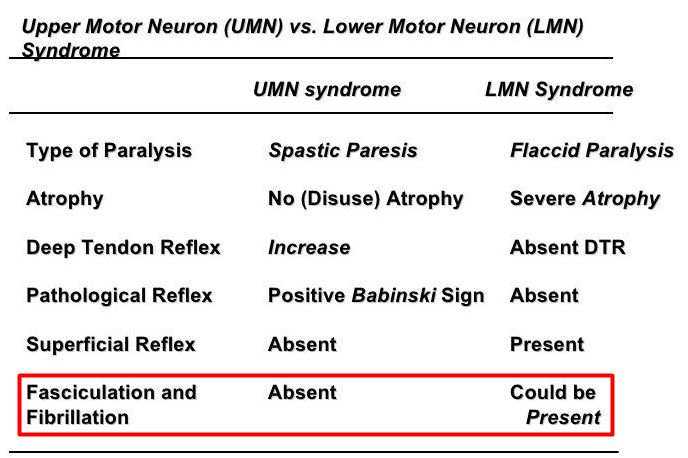 Upper Motor Neuron (UMN) vs. Lower Motor Neuron (LMN)
Syndrome
UMN syndrome LMN Syndrome
Type of Paralysis Spastic Paresis Flaccid Paralysis
Atrophy No (Disuse) Atrophy Severe Atrophy
Deep Tendon Reflex Increase Absent DTR
Pathological Reflex Positive Babinski Sign Absent
Superficial Reflex Absent Present
Fasciculation and Absent Could be
Fibrillation Present